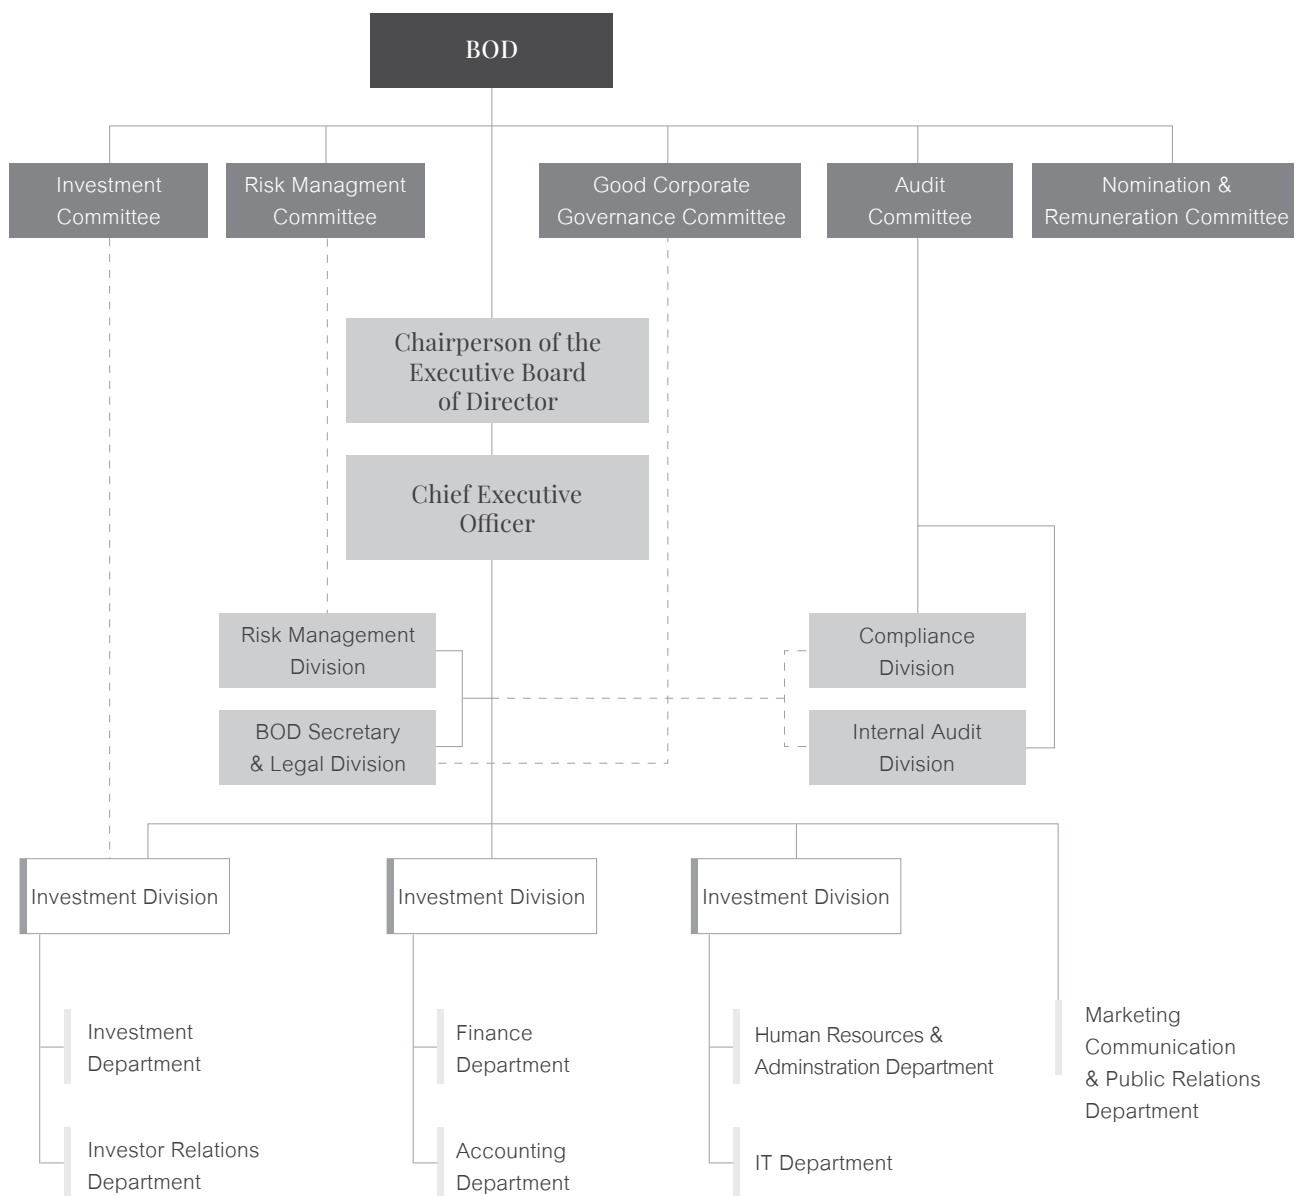 BOD
Investment
Committee
Risk Managment
Committee
Good Corporate
Governance Committee
Audit
Committee
Nomination &
Remuneration Committee
Chairperson of the
Executive Board
of Director
Chief Executive
Officer
Risk Management
Division
Compliance
Division
BOD Secretary
& Legal Division
Internal Audit
Division
Investment Division
Investment Division
Investment Division
Investment
Department
Finance
Department
Human Resources &
Adminstration Department
Marketing
Communication
& Public Relations
Department
Investor Relations
Department
Accounting
Department
IT Department